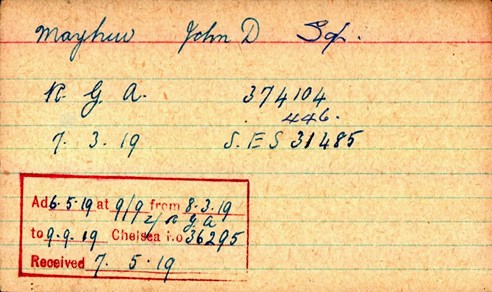 Mayhew John D Sgt.
R. G. A. 374104
446.
7. 3. 19 S.E.S 31485
Ad 6.5.19 at 9/9 from 8.3.19
2/ R G A
to 9.9.19 Chelsea No 36295
Received 7. 5. 19